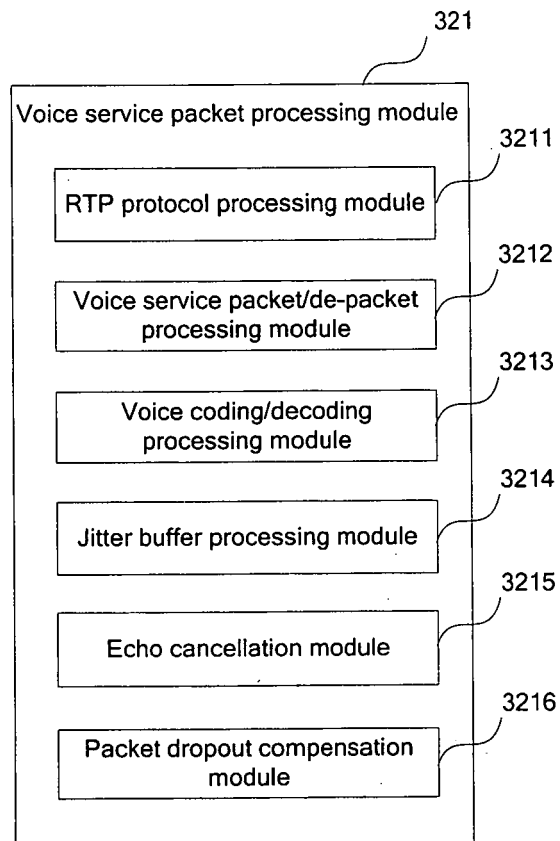 321
Voice service packet processing module
3211
RTP protocol processing module
3212
Voice service packet/de-packet
processing module
3213
Voice coding/decoding
processing module
3214
Jitter buffer processing module
3215
Echo cancellation module
3216
Packet dropout compensation
module